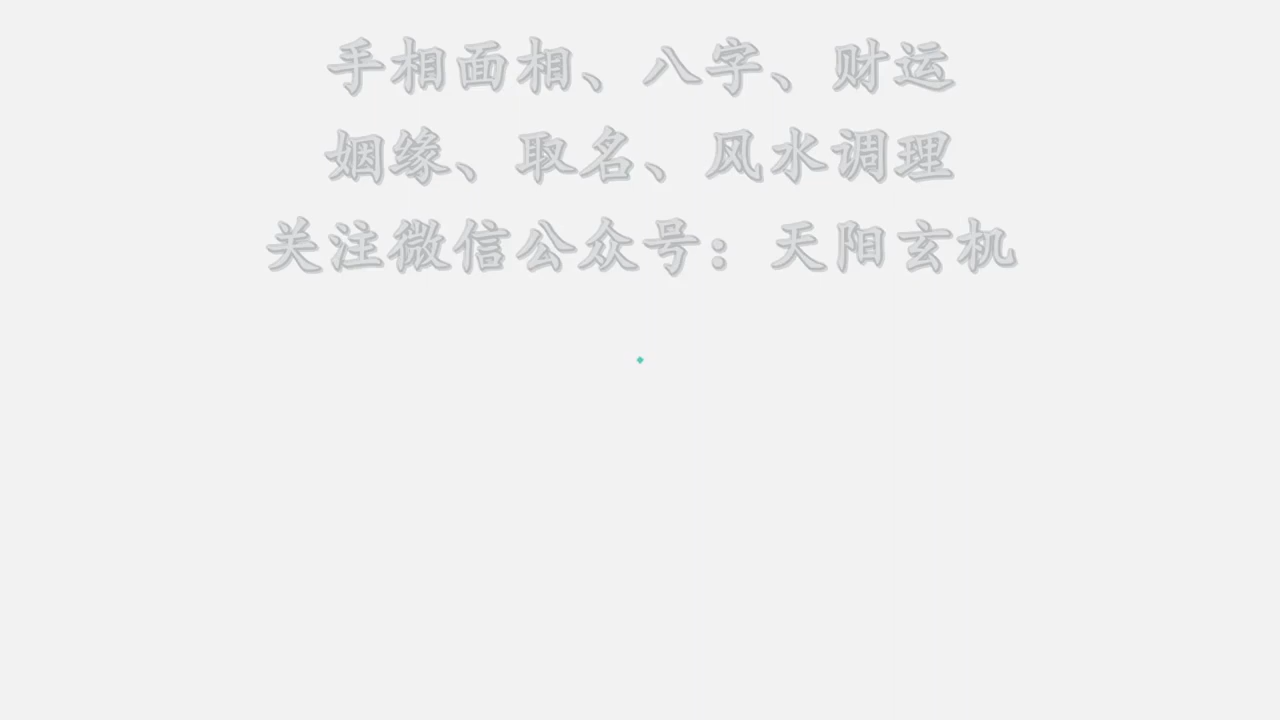 手相面相、八字、财运
姻缘、取名、风水调理
关注微信公众号：天阳玄机